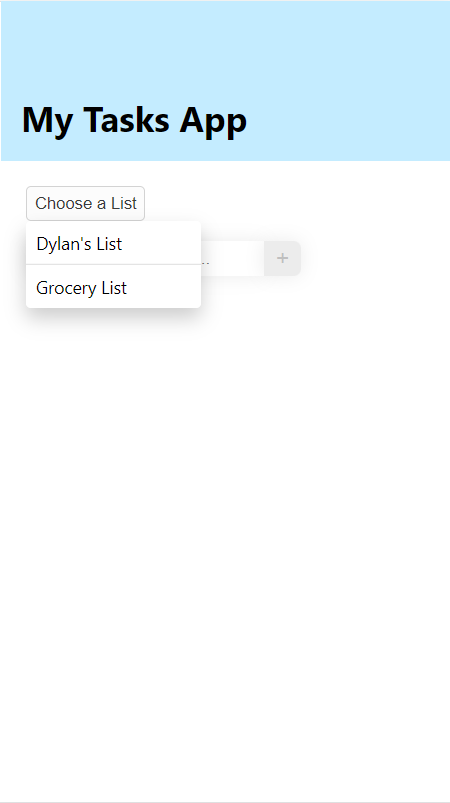 My Tasks App
Choose a List
Dylan's List
Grocery List
..
+